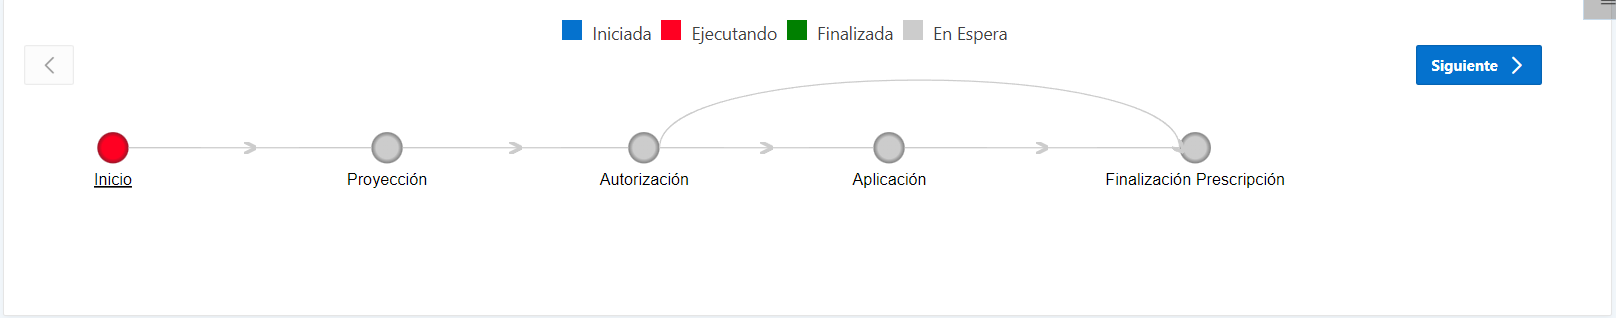 Iniciada Ejecutando Finalizada En Espera
Siguiente
Inicio Proyección Autorización Aplicación Finalización Prescripción